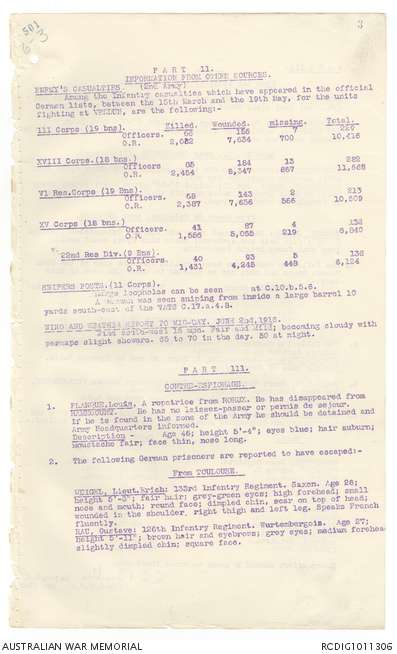 3
P A R T 11.
INFORMATION FROM OTHER SOURCES.
ENEMY'S CASUALTIES. (2nd Army)
Among the Infantry casualties which have appeared in the official
German lists, between the 15th March and the 19th May, for the units
fighting at VERDUN, are the following:-
Killed. Wounded. missing. Total:
III Corps (19 bns.)
Officers. 66 156 7 229
O.R. 2,082 7,634 700 10,416
XVIII Corps.(18 bns.)
Officers. 85 184 13 282
O.R. 2,454 8,347 867 11,668
VI Res.Corps (19 Bns.)
Officers. 68 143 2 213
O.R. 2,387 7,656 566 10,609
XV Corps (18 bns.)
Officers. 41 87 4 132
O.R. 1,566 5,055 219 6,840
22nd Res Div.(9 Bns.)
Officers. 40 93 5 138
O.R. 1,431 4,245 448 6,124
SNIPERS POSTS.(11 Corps).
Large loopholes can be seen at C.10.b.5.6.
A German was seen sniping from inside a large barrel 10
yards south-east of the VATS C.17.a.4.8.
WIND AND WEATHER REPORT TO MID-DAY, JUNE 2nd,1916.
Wind south-west 15 mps. Fair and Mild; becoming cloudy with
perhaps slight showers. 65 to 70 in the day. 50 at night.
P A R T 111.
CONTRE-ESPIONAGE.
1. PLANQUE,Louis. A repatriee from ROUBX. He has disappeared from
He has no laissez-passer or permis de sejour.
If he is found in the zone of the Army he should be detained and
Army Headquarters informed.
Description - Age 46; height 5'-4"; eyes blue; hair auburn;
moustache fair; face thin, nose long.
2. The following German prisoners are reported to have escaped:-
From TOULOUSE.
WEIGEL, Lieut.Erich: 133rd Infantry Regiment. Saxon. Age 26;
height 5'-8"; fair hair; grey-green eyes; high forehead; small
nose and mouth; round face; dimpled chin, scar on top of head;
wounded in the shoulder, right thigh and left leg. Speaks French
fluently.
RAU, Gustave: 126th Infantry Regiment. Wurtembergois. Age 27;
height 5'-11"; brown hair and eyebrows; grey eyes; medium forehead
slightly dimpled chin; square face.
AUSTRALIAN WAR MEMORIAL
RCDIG1011306